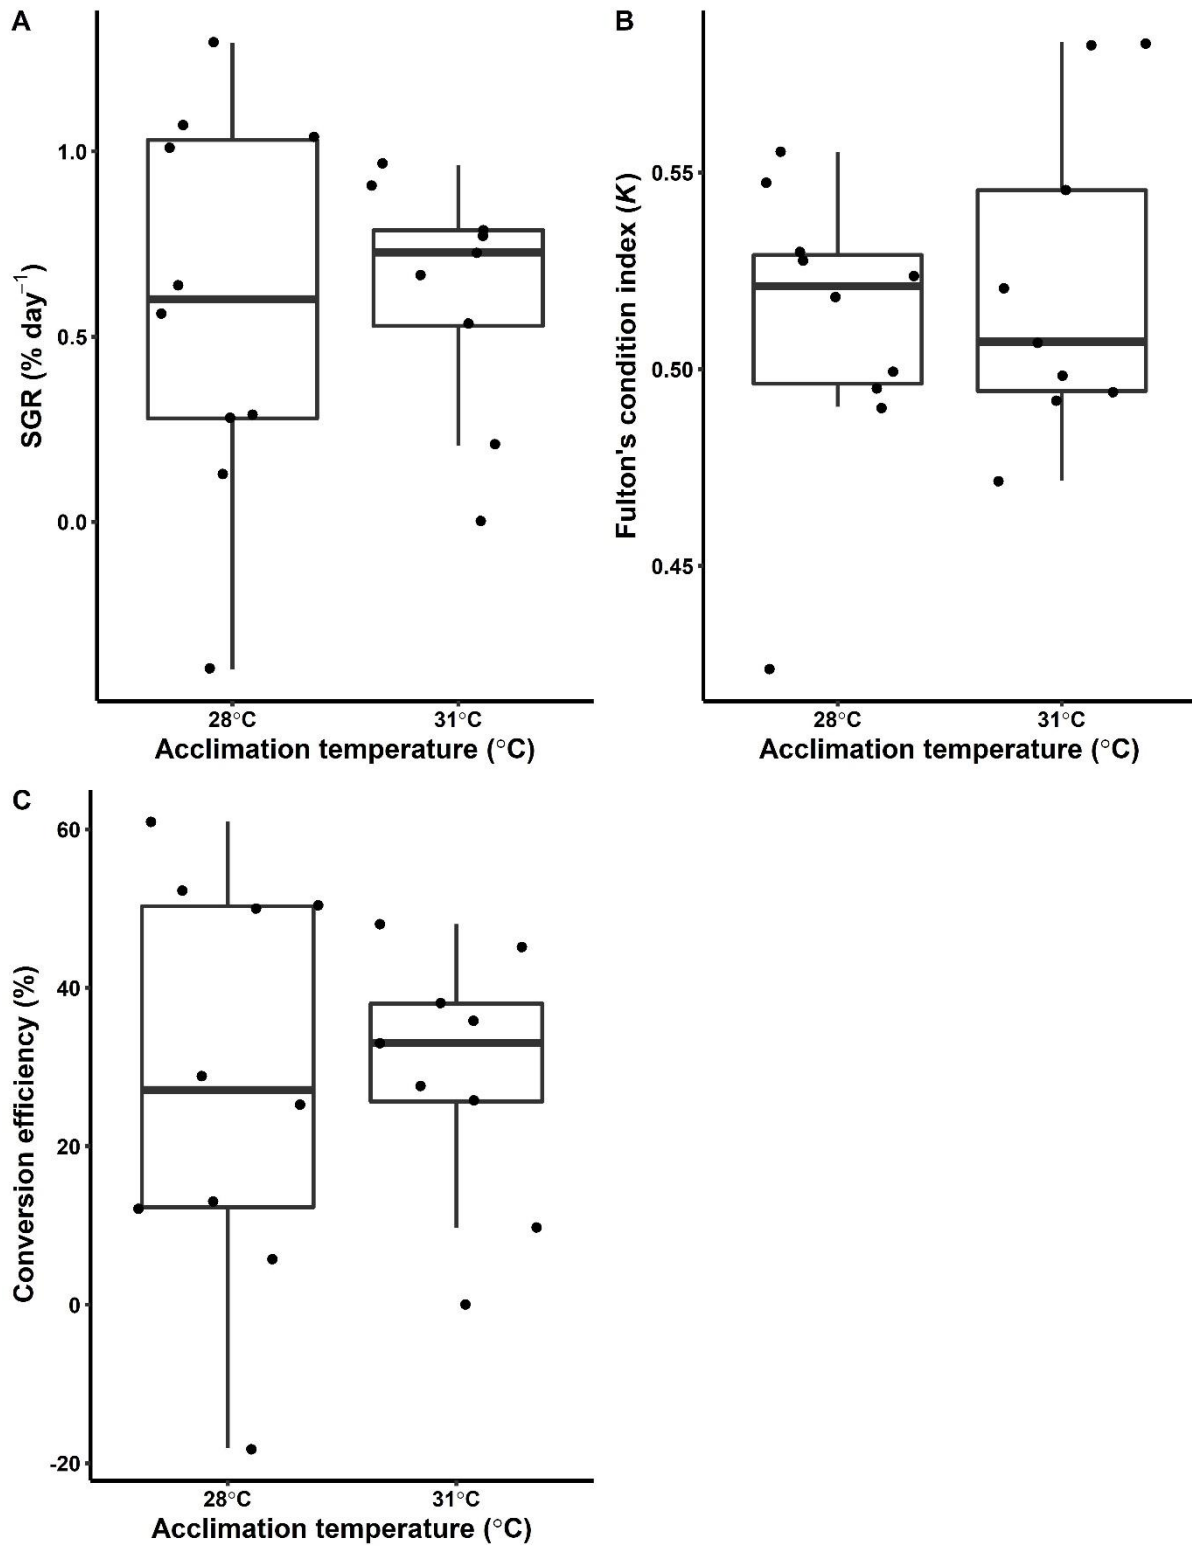 A
SGR (% day⁻¹)
1.0
0.5
0.0
28°C
31°C
Acclimation temperature (°C)
B
Fulton's condition index (K)
0.55
0.50
0.45
28°C
31°C
Acclimation temperature (°C)
C
Conversion efficiency (%)
60
40
20
0
-20
28°C
31°C
Acclimation temperature (°C)